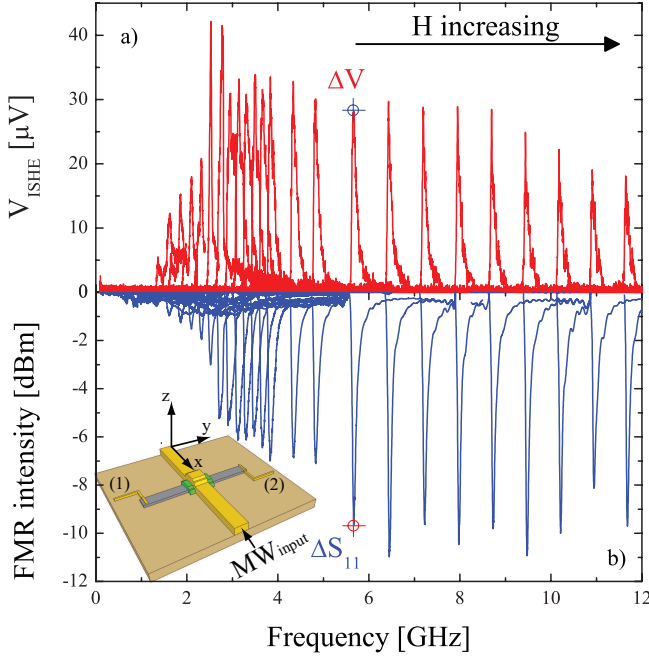 a)
H increasing
ΔV
V_ISHE [μV]
40
30
20
10
0
0
-2
-4
-6
-8
-10
-12
FMR intensity [dBm]
z
y
x
(1)
(2)
MW_input
ΔS_11
b)
0 2 4 6 8 10 12
Frequency [GHz]